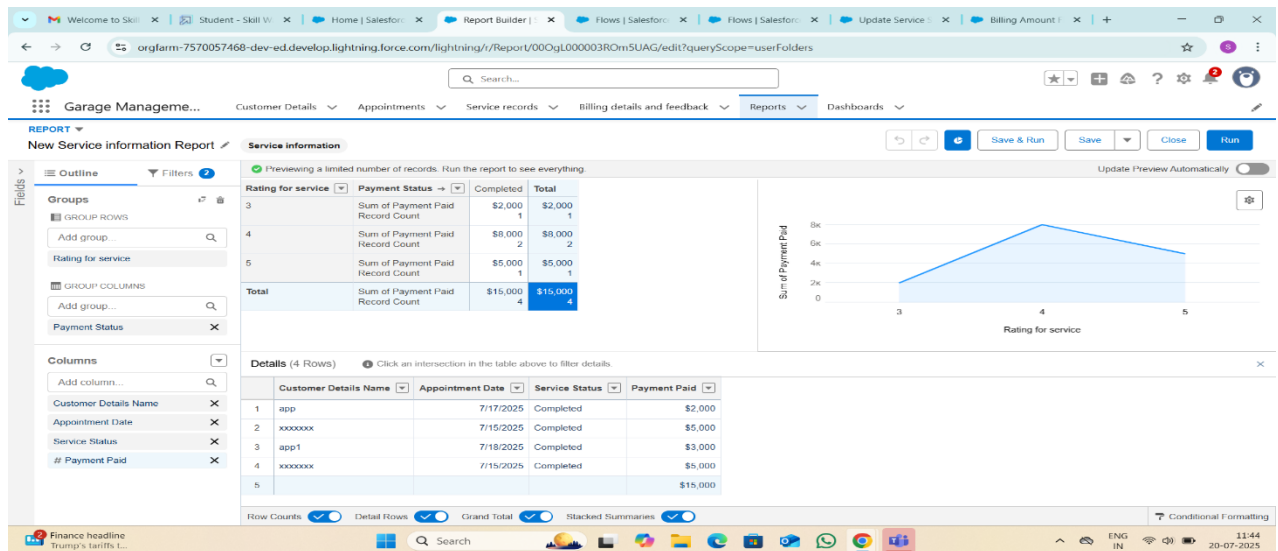 Welcome to Skil
Student - Skill W
Home | Salesforc
Report Builder |
Flows | Salesforc
Flows | Salesforc
Update Service S
Billing Amount F
orgfarm-7570057468-dev-ed.develop.lightning.force.com/lightning/r/Report/00OgL000003ROm5UAG/edit?queryScope=userFolders
S
Search...
2
Garage Manageme...
Customer Details
Appointments
Service records
Billing details and feedback
Reports
Dashboards
REPORT
New Service information Report
Service information
Save & Run
Save
Close
Run
Fields
Outline
Filters 2
Previewing a limited number of records. Run the report to see everything.
Update Preview Automatically
Groups
GROUP ROWS
Add group...
Rating for service
GROUP COLUMNS
Add group...
Payment Status
Columns
Add column...
Customer Details Name
Appointment Date
Service Status
# Payment Paid
Rating for service Payment Status → Completed Total
3 Sum of Payment Paid $2,000 $2,000
Record Count 1 1
4 Sum of Payment Paid $8,000 $8,000
Record Count 2 2
5 Sum of Payment Paid $5,000 $5,000
Record Count 1 1
Total Sum of Payment Paid $15,000 $15,000
Record Count 4 4
Sum of Payment Paid
8K
6K
4K
2K
0
3 4 5
Rating for service
Details (4 Rows) Click an intersection in the table above to filter details.
Customer Details Name Appointment Date Service Status Payment Paid
1 app 7/17/2025 Completed $2,000
2 xxxxxxx 7/15/2025 Completed $5,000
3 app1 7/18/2025 Completed $3,000
4 xxxxxxx 7/15/2025 Completed $5,000
5 $15,000
Row Counts Detail Rows Grand Total Stacked Summaries
Conditional Formatting
2
Finance headline
Trump's tariffs t...
Search
ENG
IN
11:44
20-07-2025